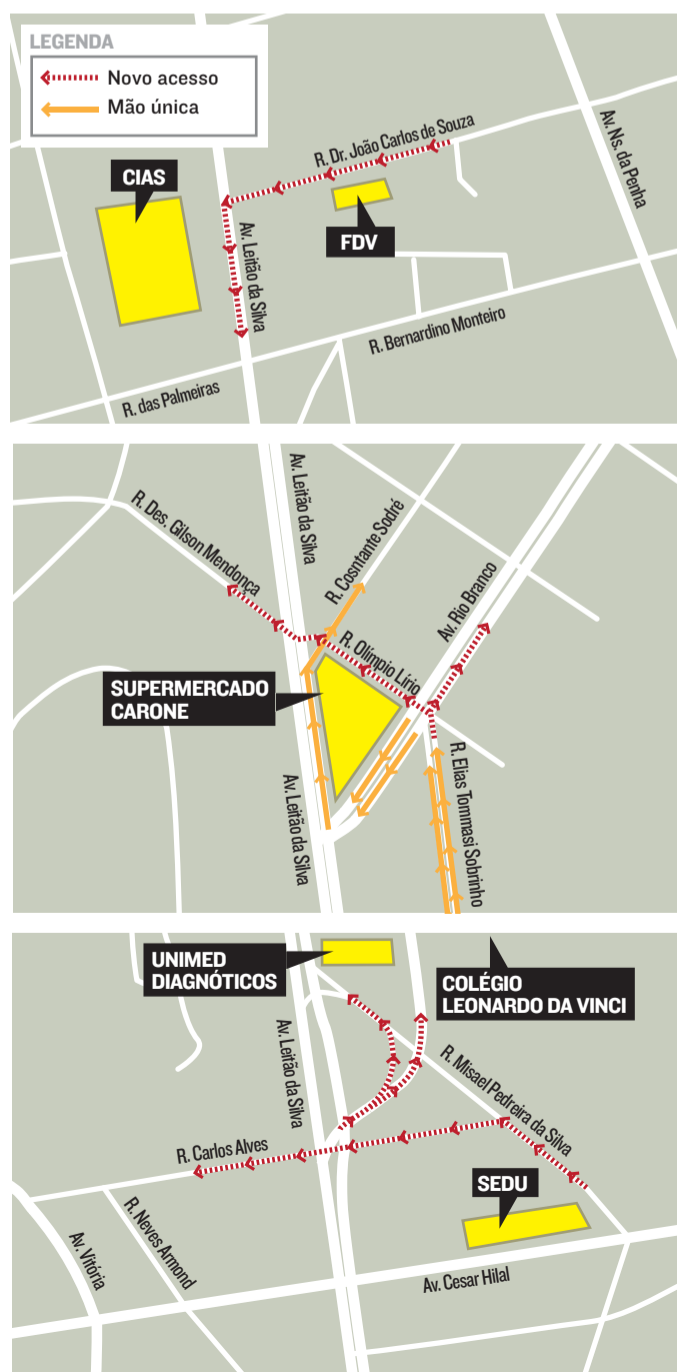 LEGENDA
Novo acesso
Mão única
R. Dr. João Carlos de Souza
Av. Ns. da Penha
CIAS
FDV
Av. Leitão da Silva
R. Bernardino Monteiro
R. das Palmeiras
Av. Leitão da Silva
R. Des. Gilson Mendonça
R. Cosntante Sodré
Av. Rio Branco
R. Olímpio Lírio
SUPERMERCADO
CARONE
Av. Leitão da Silva
R. Elias Tommasi Sobrinho
UNIMED
DIAGNÓTICOS
COLÉGIO
LEONARDO DA VINCI
Av. Leitão da Silva
R. Misael Pedreira da Silva
R. Carlos Alves
SEDU
R. Neves Armond
Av. Vitória
Av. Cesar Hilal